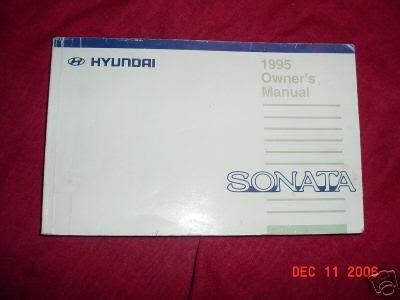 HYUNDAI
1995
Owner's
Manual
SONATA
DEC 11 2006